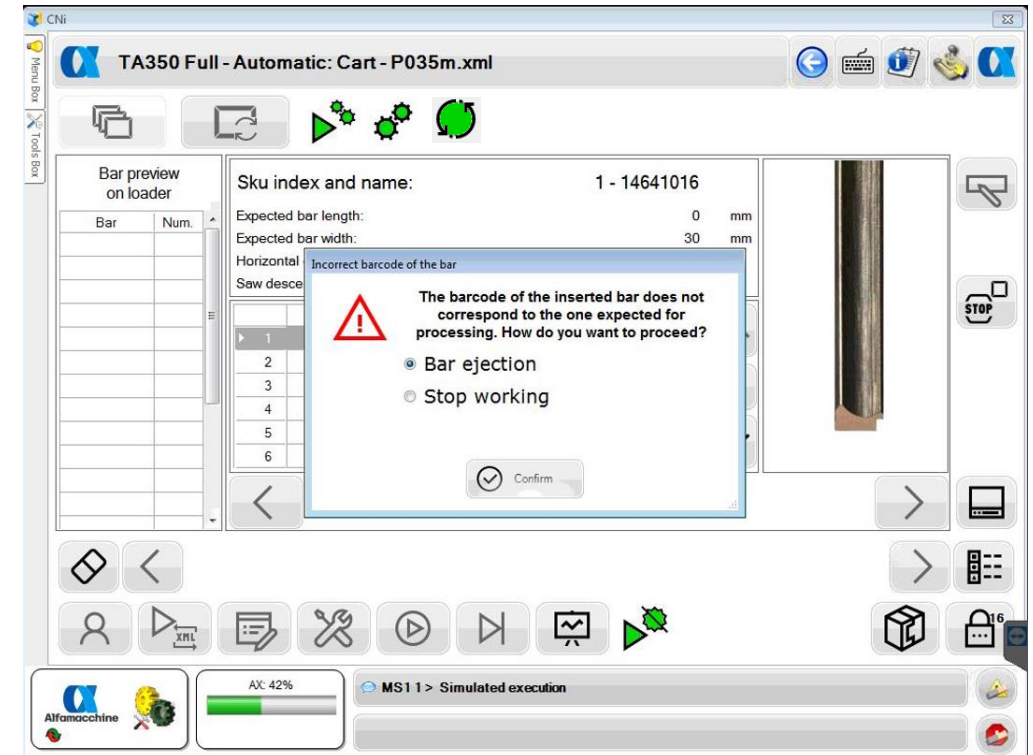 CNi
Menu Box
Tools Box
TA350 Full - Automatic: Cart - P035m.xml
Bar preview
on loader
Bar Num.
Sku index and name: 1 - 14641016
Expected bar length: 0 mm
Expected bar width: 30 mm
Horizontal
Saw desce
1
2
3
4
5
6
Incorrect barcode of the bar
The barcode of the inserted bar does not
correspond to the one expected for
processing. How do you want to proceed?
Bar ejection
Stop working
Confirm
STOP
XML
16
Alfamacchine
AX: 42%
MS1 1 > Simulated execution